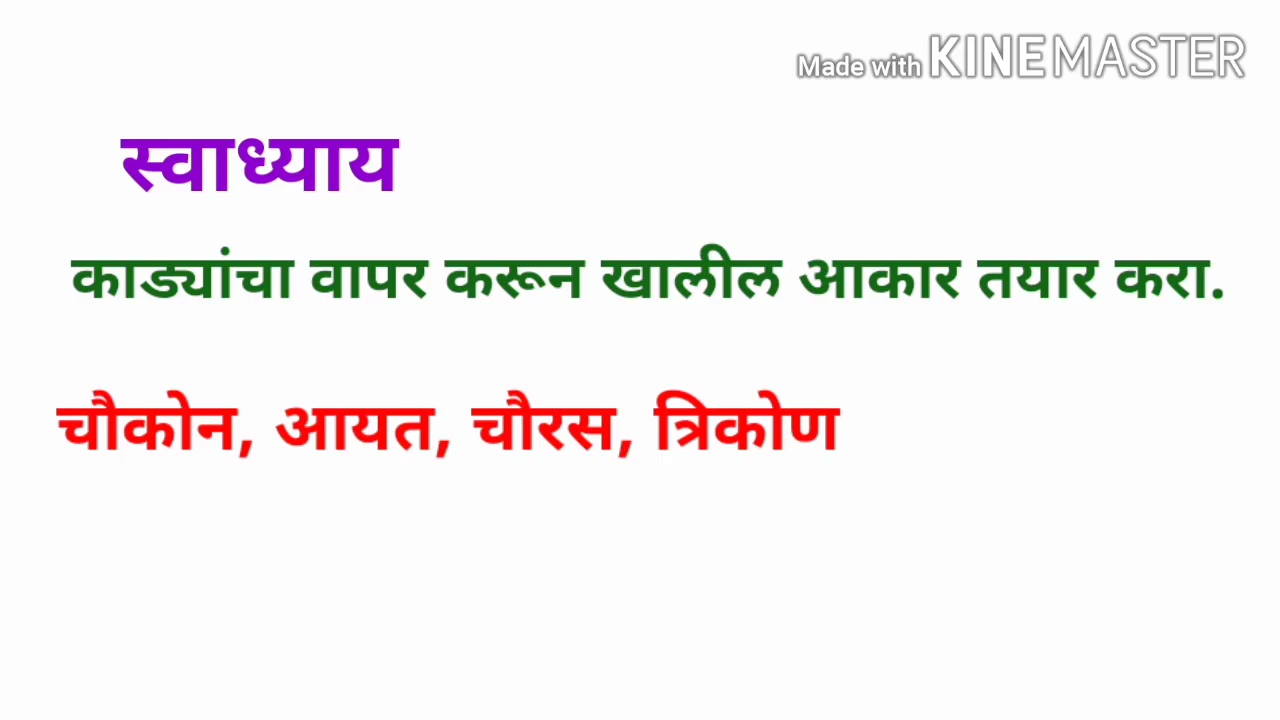 Made with KINEMASTER
स्वाध्याय
काड्यांचा वापर करून खालील आकार तयार करा.
चौकोन, आयत, चौरस, त्रिकोण